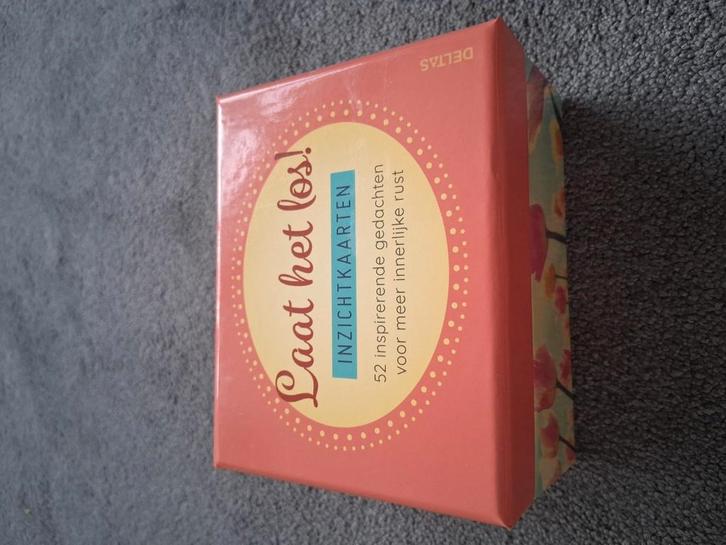 Laat het los!
INZICHTKAARTEN
52 inspirerende gedachten
voor meer innerlijke rust
DELTAS